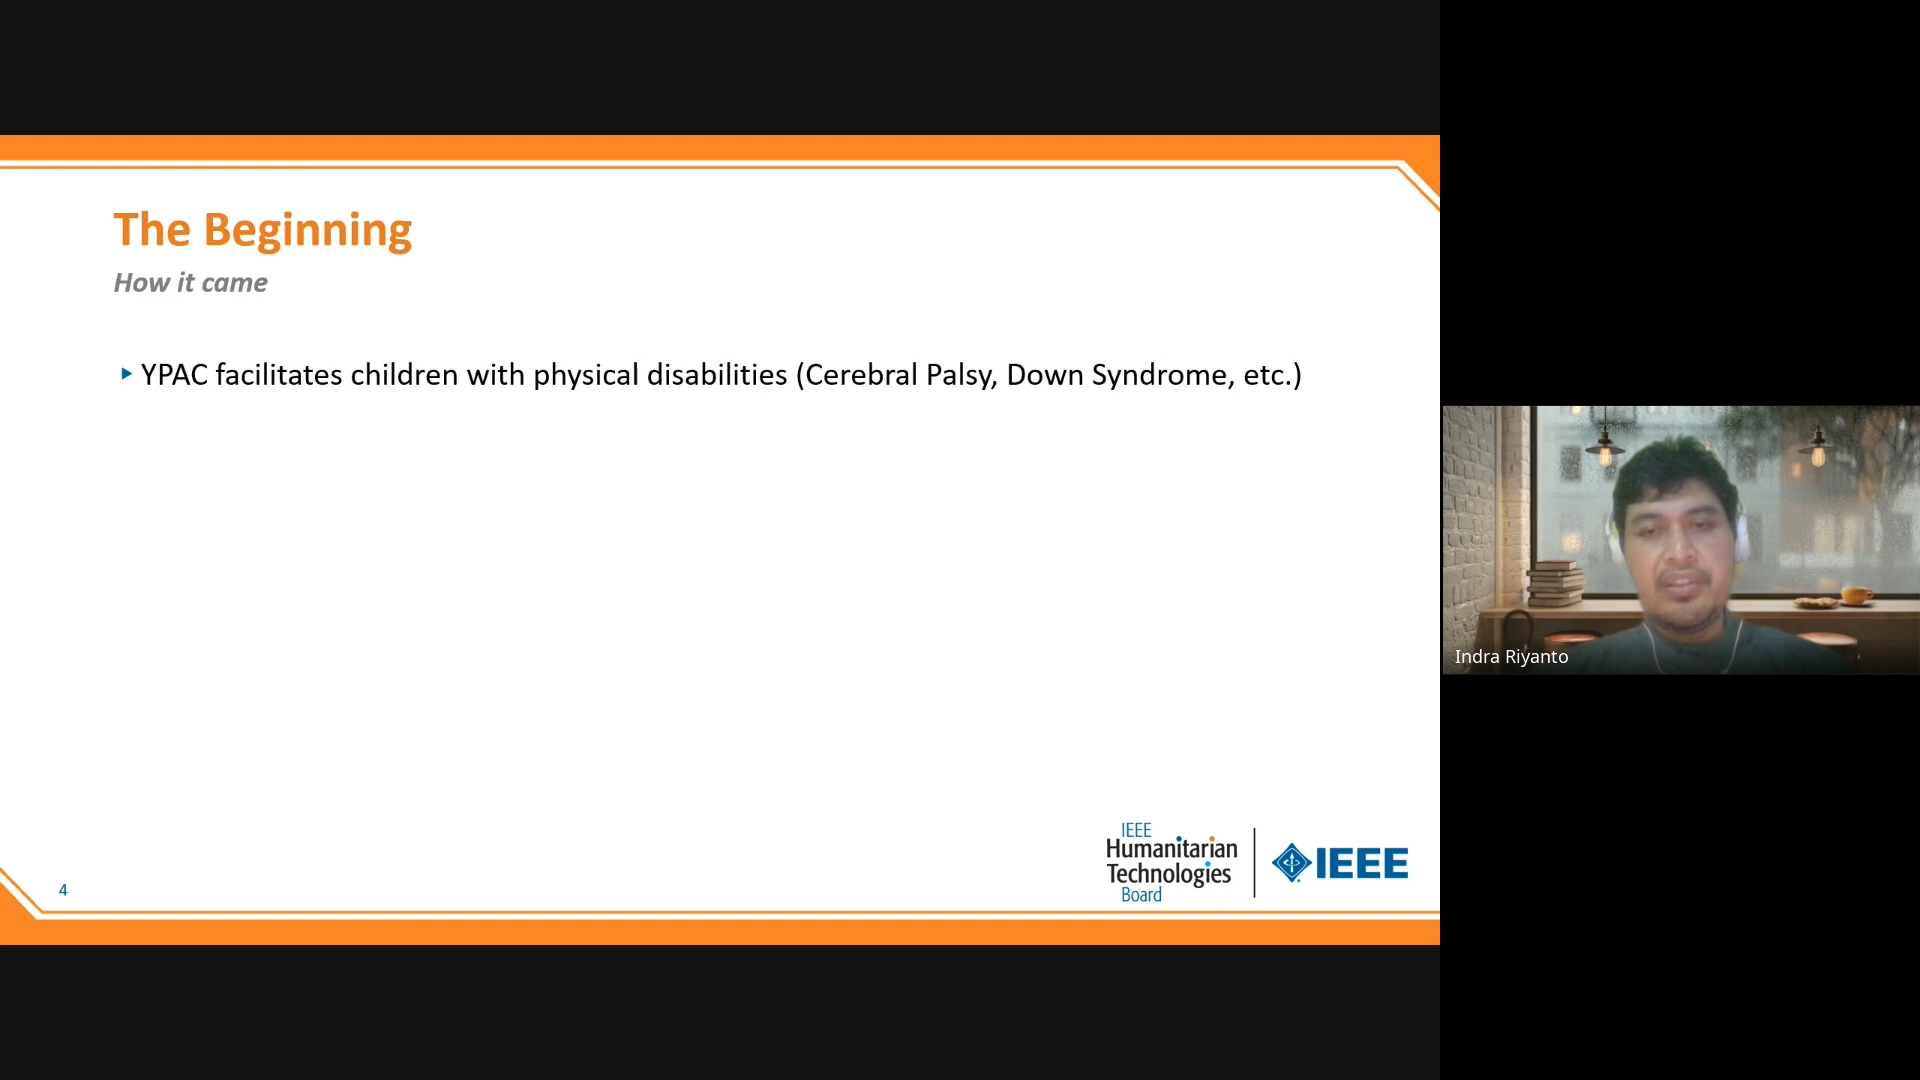 The Beginning
How it came
YPAC facilitates children with physical disabilities (Cerebral Palsy, Down Syndrome, etc.)
4
IEEE
Humanitarian
Technologies
Board
IEEE
Indra Riyanto